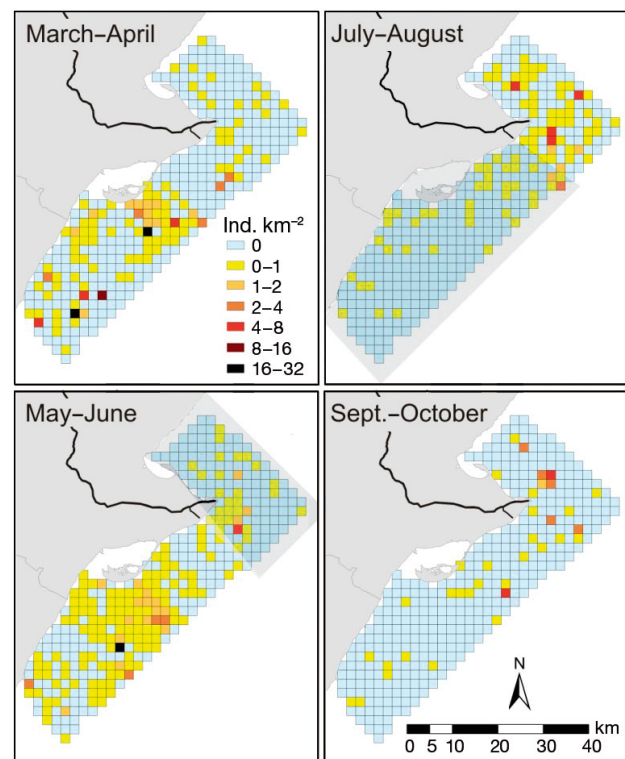 March–April
Ind. km⁻²
0
0–1
1–2
2–4
4–8
8–16
16–32
July–August
May–June
Sept.–October
N
km
0 5 10 20 30 40